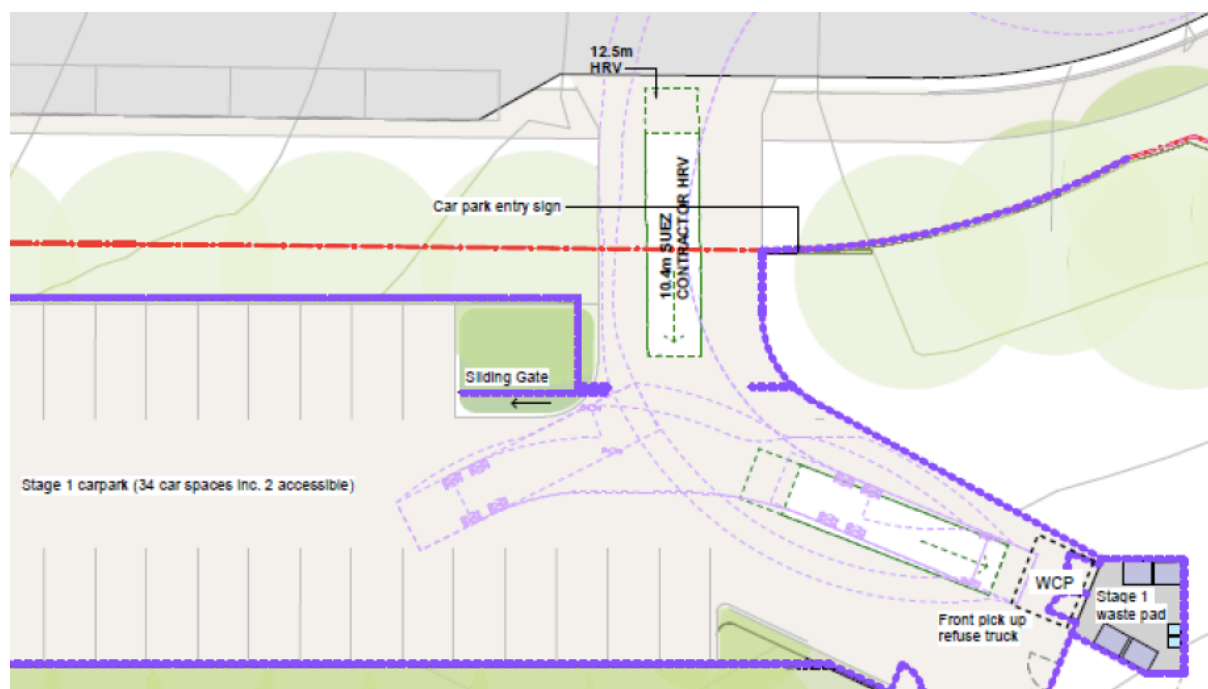 12.5m
HRV
Car park entry sign
10.4m SUEZ
CONTRACTOR HRV
Sliding Gate
Stage 1 carpark (34 car spaces inc. 2 accessible)
WCP
Stage 1
waste pad
Front pick up
refuse truck